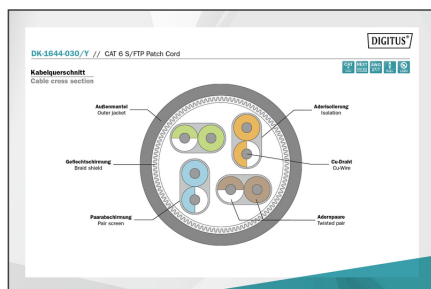 DIGITUS®
DK-1644-030/Y // CAT 6 S/FTP Patch Cord
Kabelquerschnitt
Cable cross section
Außenmantel
Outer jacket
Aderisolierung
Isolation
Geflechtschirmung
Braid shield
Cu-Draht
Cu-Wire
Paarabschirmung
Pair screen
Adernpaare
Twisted pair